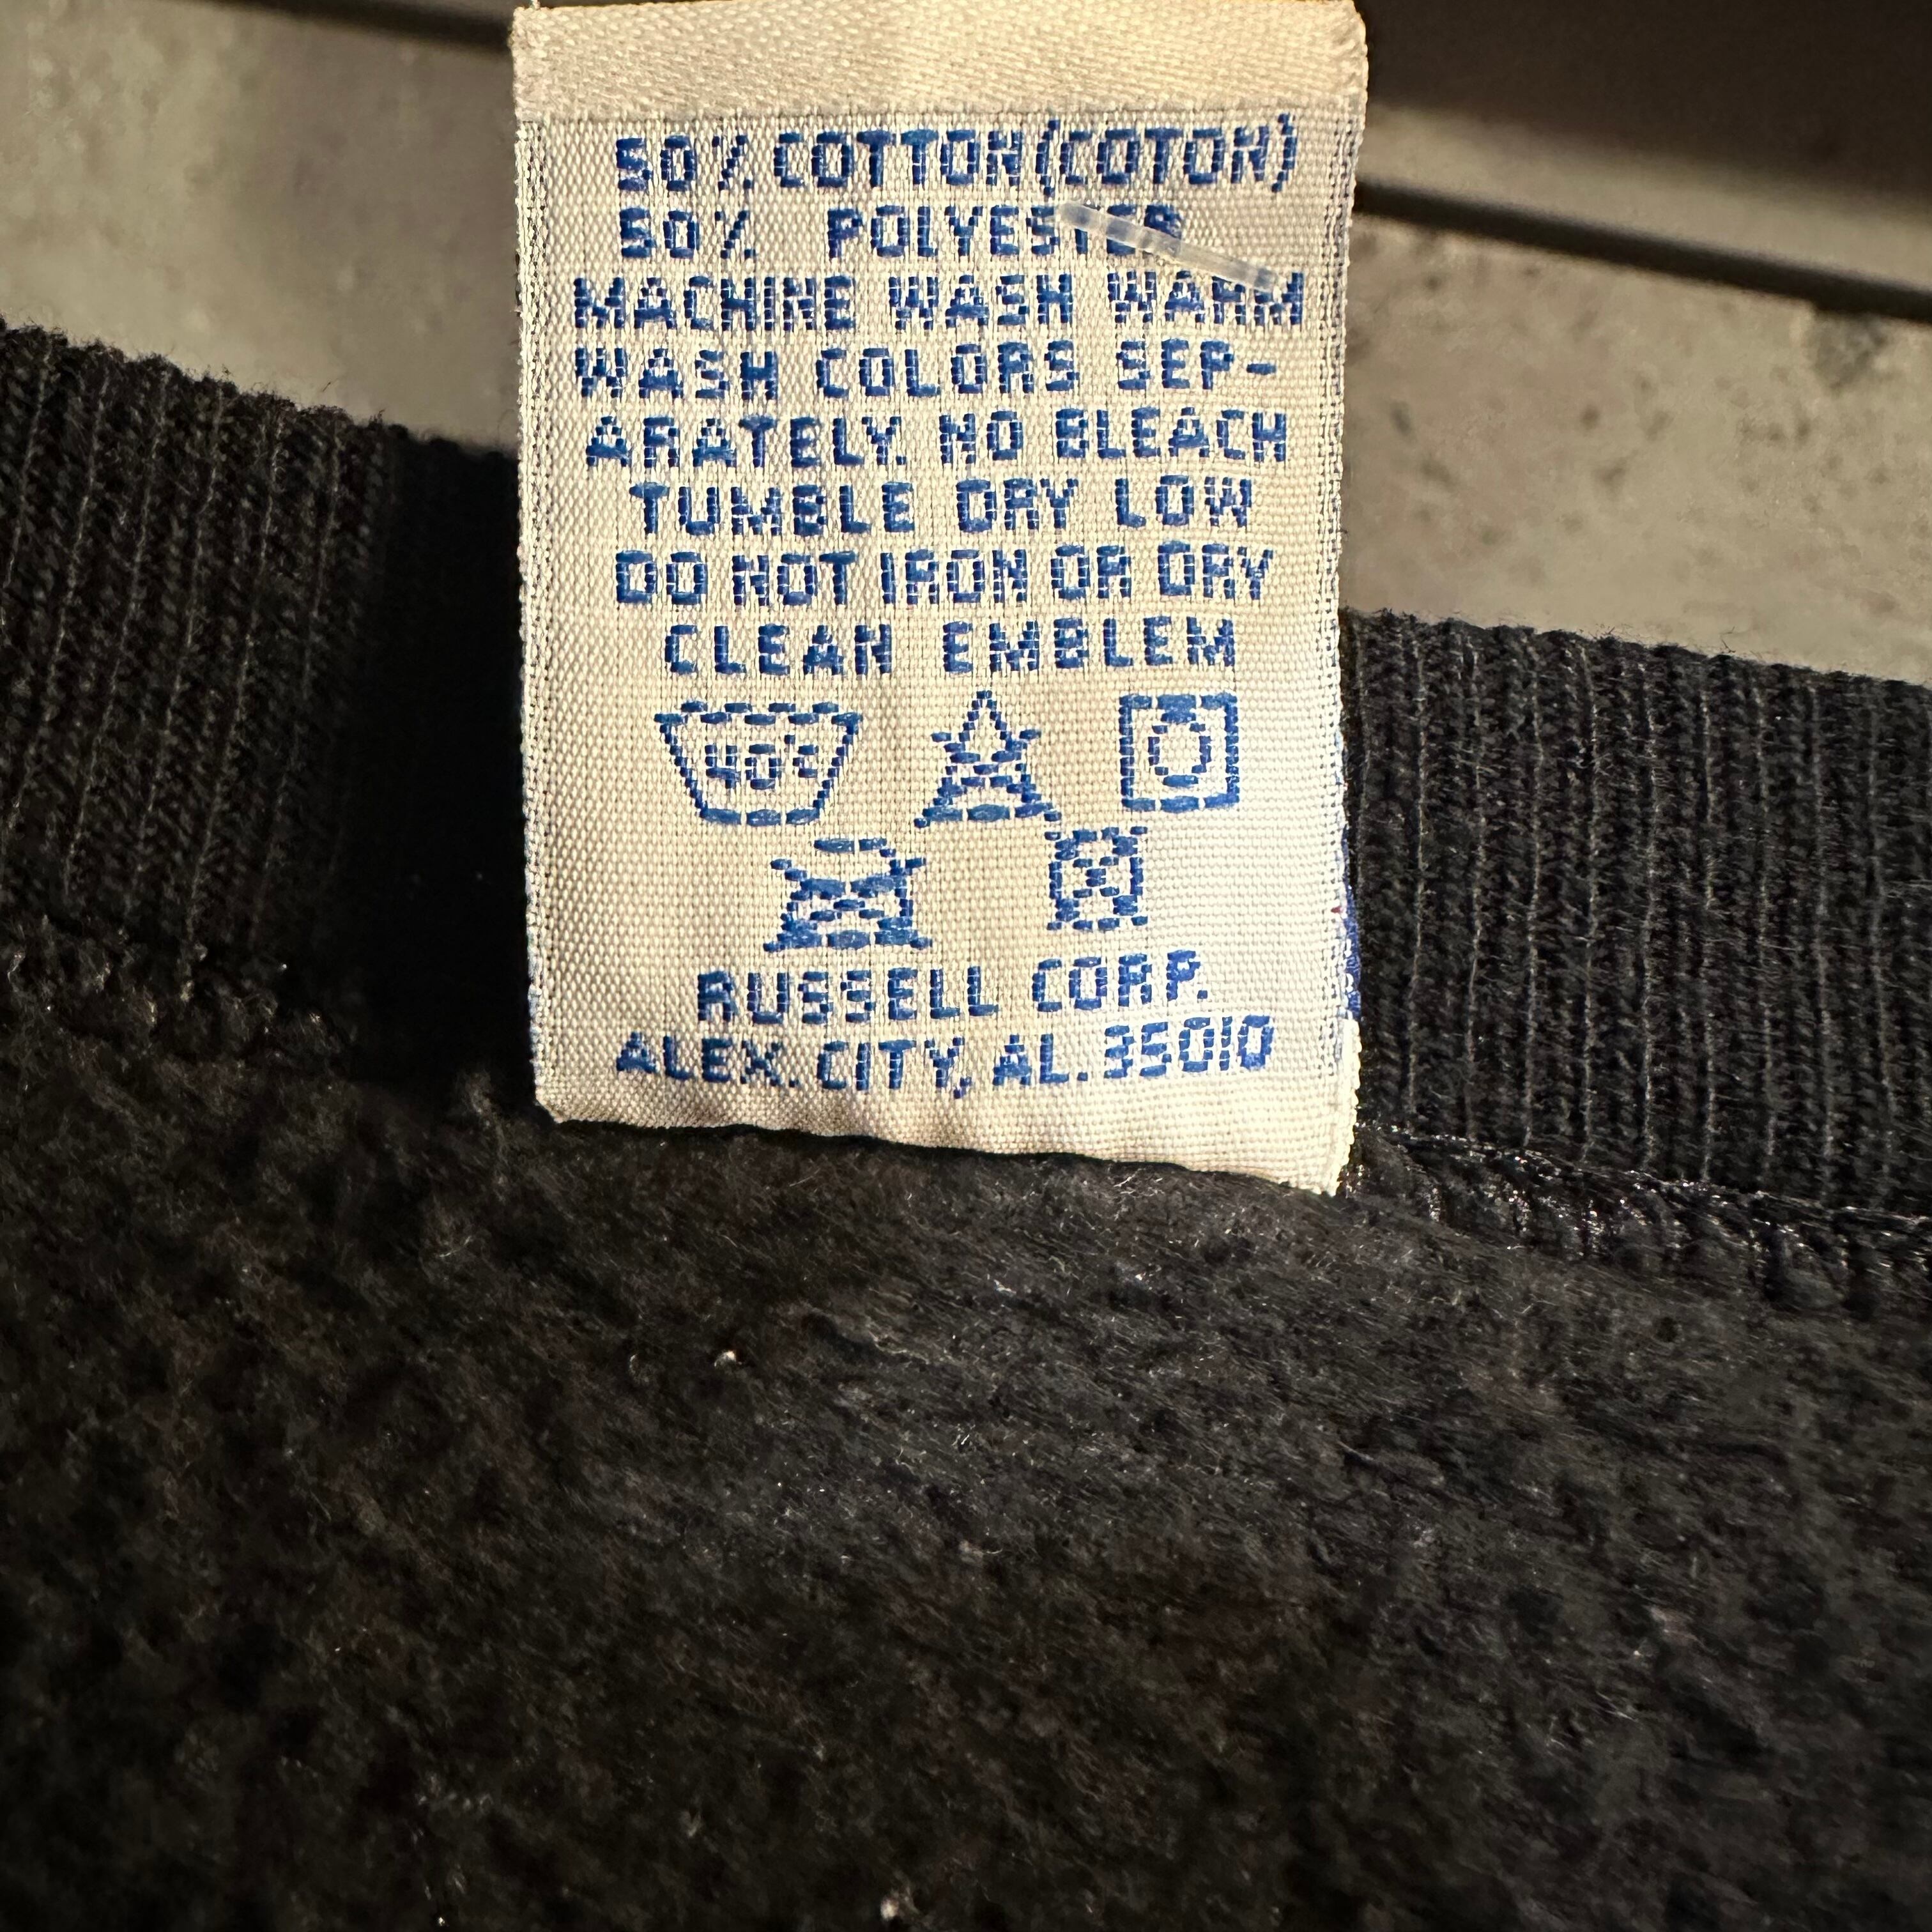 50% COTTON (COTON)
50% POLYESTER
MACHINE WASH WARM
WASH COLORS SEP-
ARATELY. NO BLEACH
TUMBLE DRY LOW
DO NOT IRON OR DRY
CLEAN EMBLEM
40°C
RUSSELL CORP.
ALEX. CITY, AL. 35010